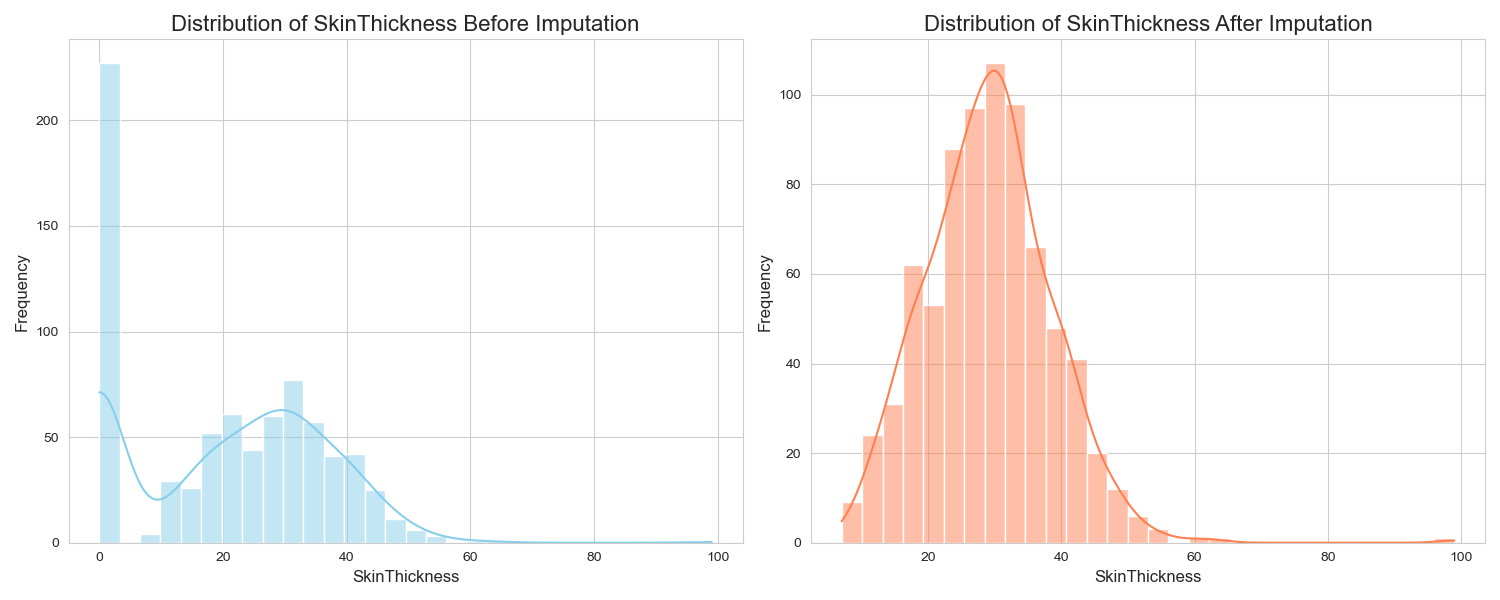 Distribution of SkinThickness Before Imputation
200
150
100
50
0
Frequency
0 20 40 60 80 100
SkinThickness
Distribution of SkinThickness After Imputation
100
80
60
40
20
0
Frequency
20 40 60 80 100
SkinThickness